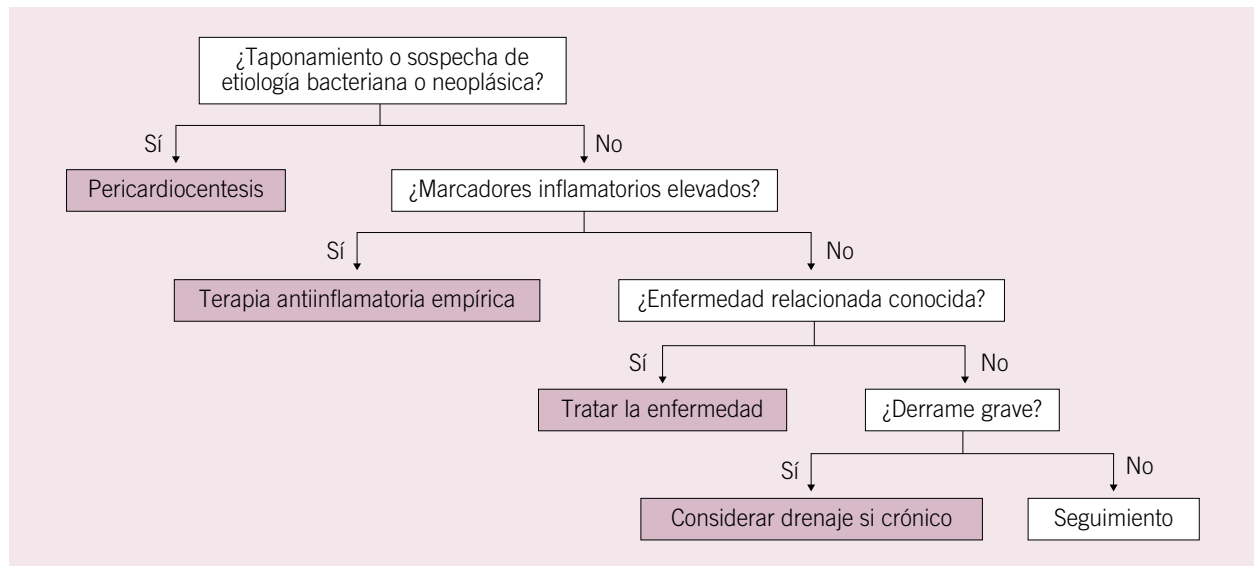 ¿Taponamiento o sospecha de
etiología bacteriana o neoplásica?
Sí
No
Pericardiocentesis
¿Marcadores inflamatorios elevados?
Sí
No
Terapia antiinflamatoria empírica
¿Enfermedad relacionada conocida?
Sí
No
Tratar la enfermedad
¿Derrame grave?
Sí
No
Considerar drenaje si crónico
Seguimiento